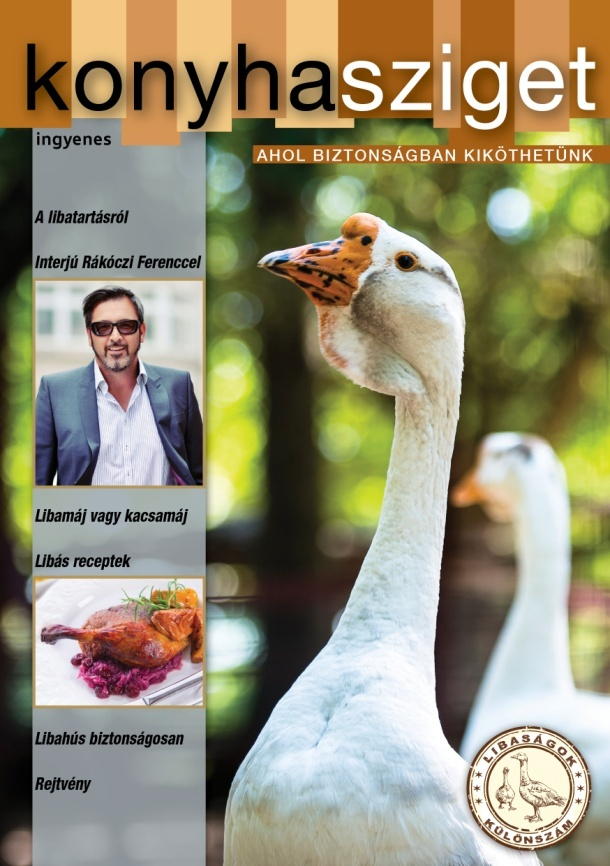 konyhasziget
ingyenes
AHOL BIZTONSÁGBAN KIKÖTHETÜNK
A libatartásról
Interjú Rákóczi Ferenccel
Libamáj vagy kacsamáj
Libás receptek
Libahús biztonságosan
Rejtvény
LIBASÁGOK
KÜLÖNSZÁM